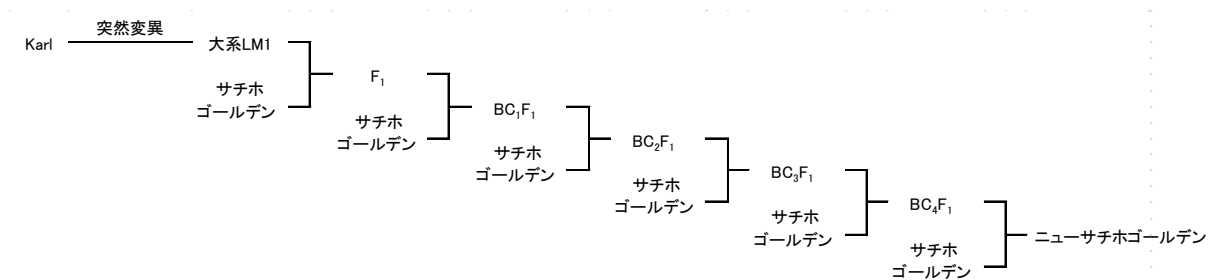 突然変異
Karl
大系LM1
サチホ
ゴールデン
F₁
サチホ
ゴールデン
BC₁F₁
サチホ
ゴールデン
BC₂F₁
サチホ
ゴールデン
BC₃F₁
サチホ
ゴールデン
BC₄F₁
サチホ
ゴールデン
ニューサチホゴールデン